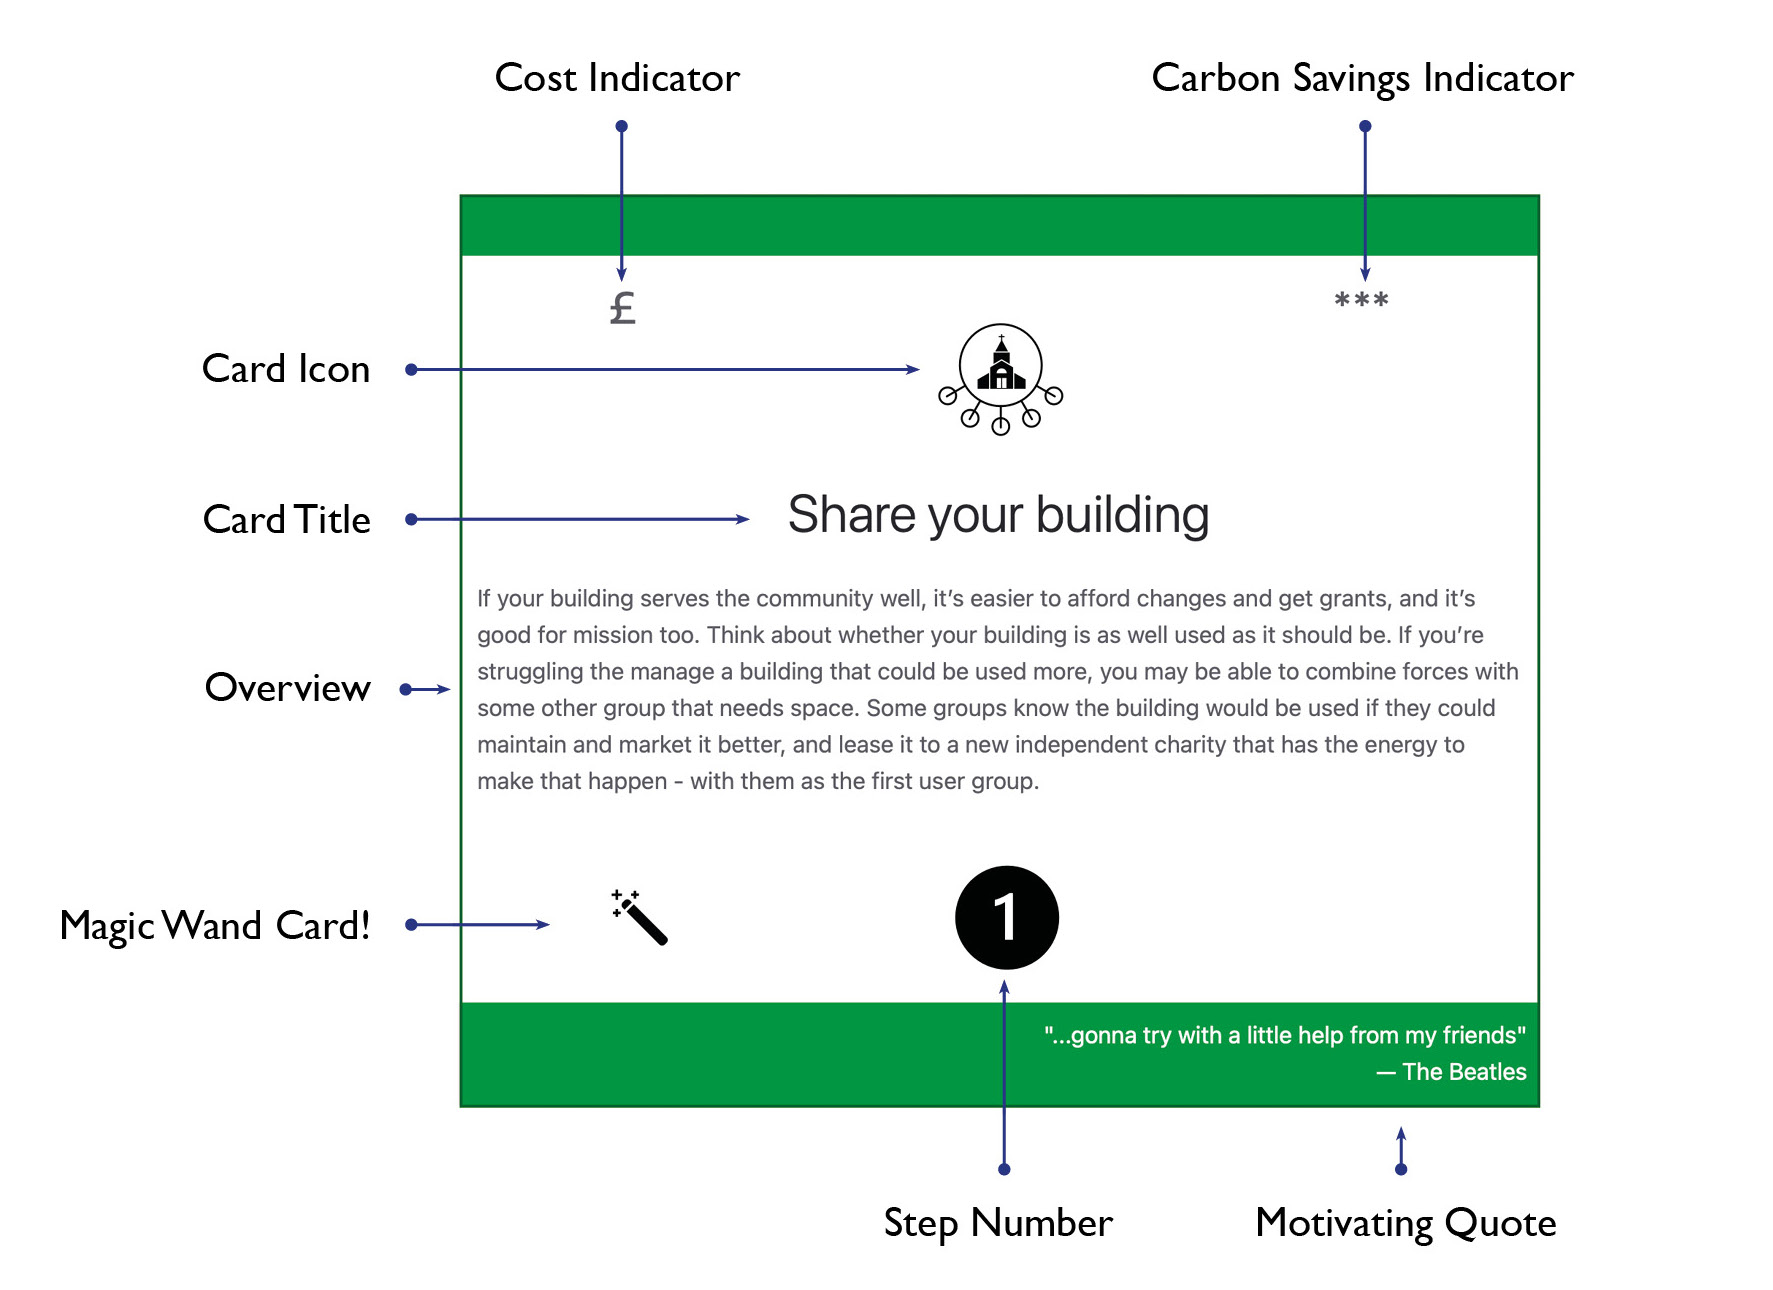 Cost Indicator
Carbon Savings Indicator
£
***
Card Icon
Card Title
Share your building
If your building serves the community well, it’s easier to afford changes and get grants, and it’s
good for mission too. Think about whether your building is as well used as it should be. If you’re
struggling the manage a building that could be used more, you may be able to combine forces with
some other group that needs space. Some groups know the building would be used if they could
maintain and market it better, and lease it to a new independent charity that has the energy to
make that happen - with them as the first user group.
Overview
Magic Wand Card!
1
"...gonna try with a little help from my friends"
— The Beatles
Step Number
Motivating Quote